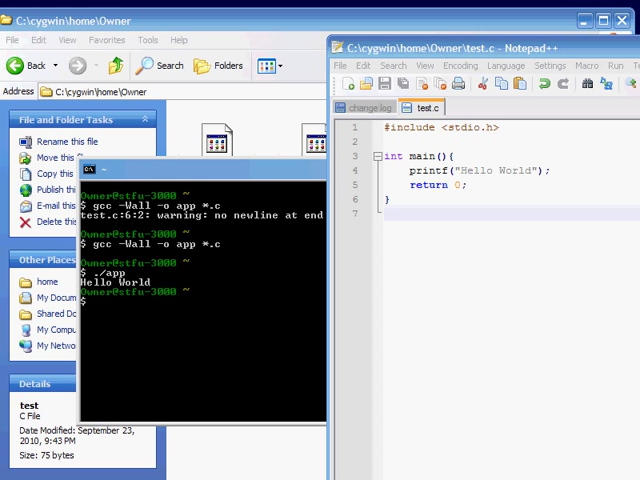 C:\cygwin\home\Owner
File Edit View Favorites Tools Help
Back Search Folders
Address C:\cygwin\home\Owner
File and Folder Tasks
Rename this file
Move this
Copy this
Publish this
E-mail this
Delete this
Other Places
home
My Docum
Shared Do
My Compu
My Netwo
Details
test
C File
Date Modified: September 23,
2010, 9:43 PM
Size: 75 bytes
~
Owner@stfu-3000 ~
$ gcc -Wall -o app *.c
test.c:6:2: warning: no newline at end
Owner@stfu-3000 ~
$ gcc -Wall -o app *.c
Owner@stfu-3000 ~
$ ./app
Hello World
Owner@stfu-3000 ~
$
C:\cygwin\home\Owner\test.c - Notepad++
File Edit Search View Encoding Language Settings Macro Run Te
change.log test.c
1 #include <stdio.h>
2
3 int main(){
4 printf("Hello World");
5 return 0;
6 }
7